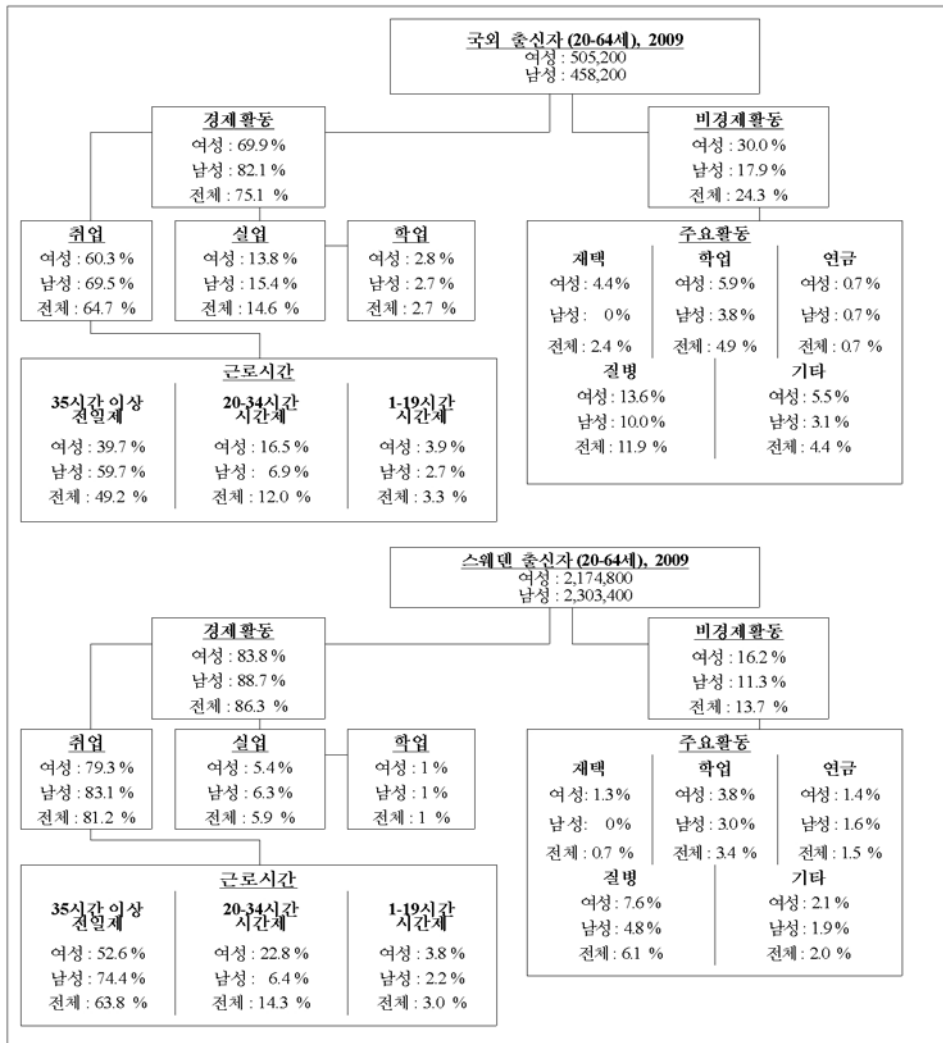 국외 출신자(20-64세), 2009
여성 : 505,200
남성 : 458,200
경제활동
여성 : 69.9 %
남성 : 82.1 %
전체 : 75.1 %
비경제활동
여성 : 30.0 %
남성 : 17.9 %
전체 : 24.3 %
취업
여성 : 60.3 %
남성 : 69.5 %
전체 : 64.7 %
실업
여성 : 13.8 %
남성 : 15.4 %
전체 : 14.6 %
학업
여성 : 2.8 %
남성 : 2.7 %
전체 : 2.7 %
주요활동
재택
여성: 4.4 %
남성: 0 %
전체 : 2.4 %
학업
여성 : 5.9 %
남성 : 3.8 %
전체 : 4.9 %
연금
여성 : 0.7 %
남성 : 0.7 %
전체 : 0.7 %
질병
여성 : 13.6 %
남성 : 10.0 %
전체 : 11.9 %
기타
여성 : 5.5 %
남성 : 3.1 %
전체 : 4.4 %
근로시간
35시간 이상
전일제
여성 : 39.7 %
남성 : 59.7 %
전체 : 49.2 %
20-34시간
시간제
여성 : 16.5 %
남성 : 6.9 %
전체 : 12.0 %
1-19시간
시간제
여성 : 3.9 %
남성 : 2.7 %
전체 : 3.3 %
스웨덴 출신자(20-64세), 2009
여성 : 2,174,800
남성 : 2,303,400
경제활동
여성 : 83.8 %
남성 : 88.7 %
전체 : 86.3 %
비경제활동
여성 : 16.2 %
남성 : 11.3 %
전체 : 13.7 %
취업
여성 : 79.3 %
남성 : 83.1 %
전체 : 81.2 %
실업
여성 : 5.4 %
남성 : 6.3 %
전체 : 5.9 %
학업
여성 : 1 %
남성 : 1 %
전체 : 1 %
주요활동
재택
여성: 1.3 %
남성: 0 %
전체 : 0.7 %
학업
여성 : 3.8 %
남성 : 3.0 %
전체 : 3.4 %
연금
여성 : 1.4 %
남성 : 1.6 %
전체 : 1.5 %
질병
여성 : 7.6 %
남성 : 4.8 %
전체 : 6.1 %
기타
여성 : 2.1 %
남성 : 1.9 %
전체 : 2.0 %
근로시간
35시간 이상
전일제
여성 : 52.6 %
남성 : 74.4 %
전체 : 63.8 %
20-34시간
시간제
여성 : 22.8 %
남성 : 6.4 %
전체 : 14.3 %
1-19시간
시간제
여성 : 3.8 %
남성 : 2.2 %
전체 : 3.0 %